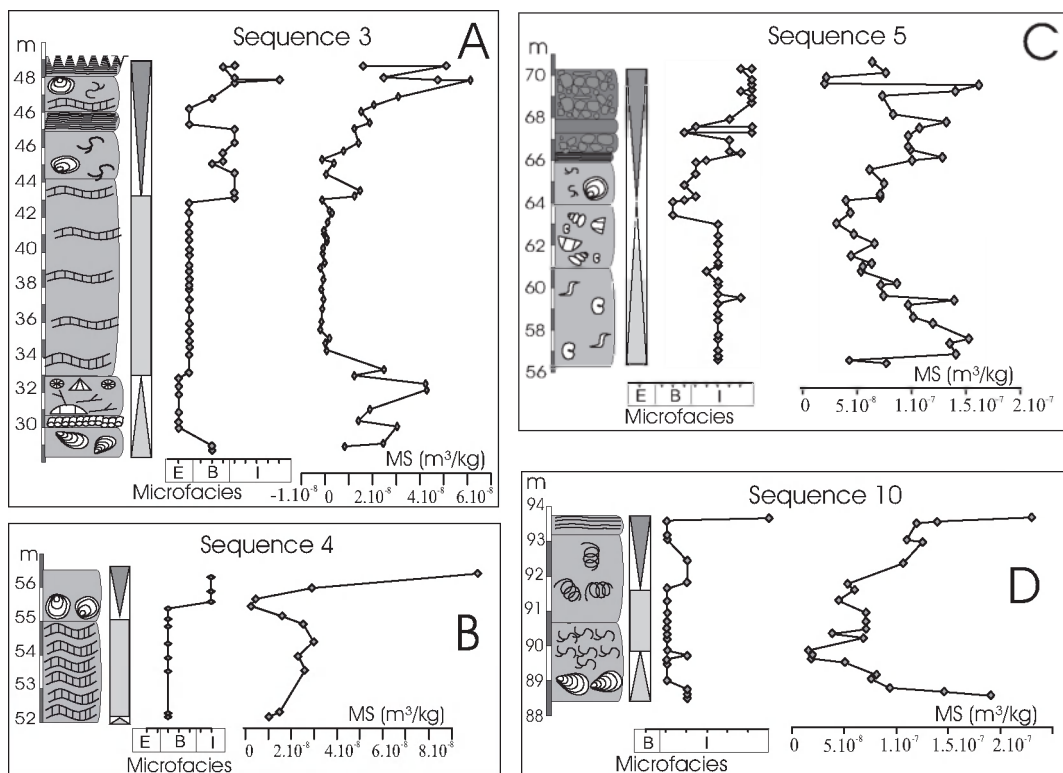 Sequence 3
A
m
48
46
46
42
40
38
36
34
32
30
E B I
Microfacies
MS (m³/kg)
-1.10⁻⁸ 0 2.10⁻⁸ 4.10⁻⁸ 6.10⁻⁸
Sequence 4
B
m
56
55
54
53
52
E B I
Microfacies
MS (m³/kg)
0 2.10⁻⁸ 4.10⁻⁸ 6.10⁻⁸ 8.10⁻⁸
Sequence 5
C
m
70
68
66
64
62
60
58
56
E B I
Microfacies
MS (m³/kg)
0 5.10⁻⁸ 1.10⁻⁷ 1.5.10⁻⁷ 2.10⁻⁷
Sequence 10
D
m
94
93
92
91
90
89
88
B I
Microfacies
MS (m³/kg)
0 5.10⁻⁸ 1.10⁻⁷ 1.5.10⁻⁷ 2.10⁻⁷